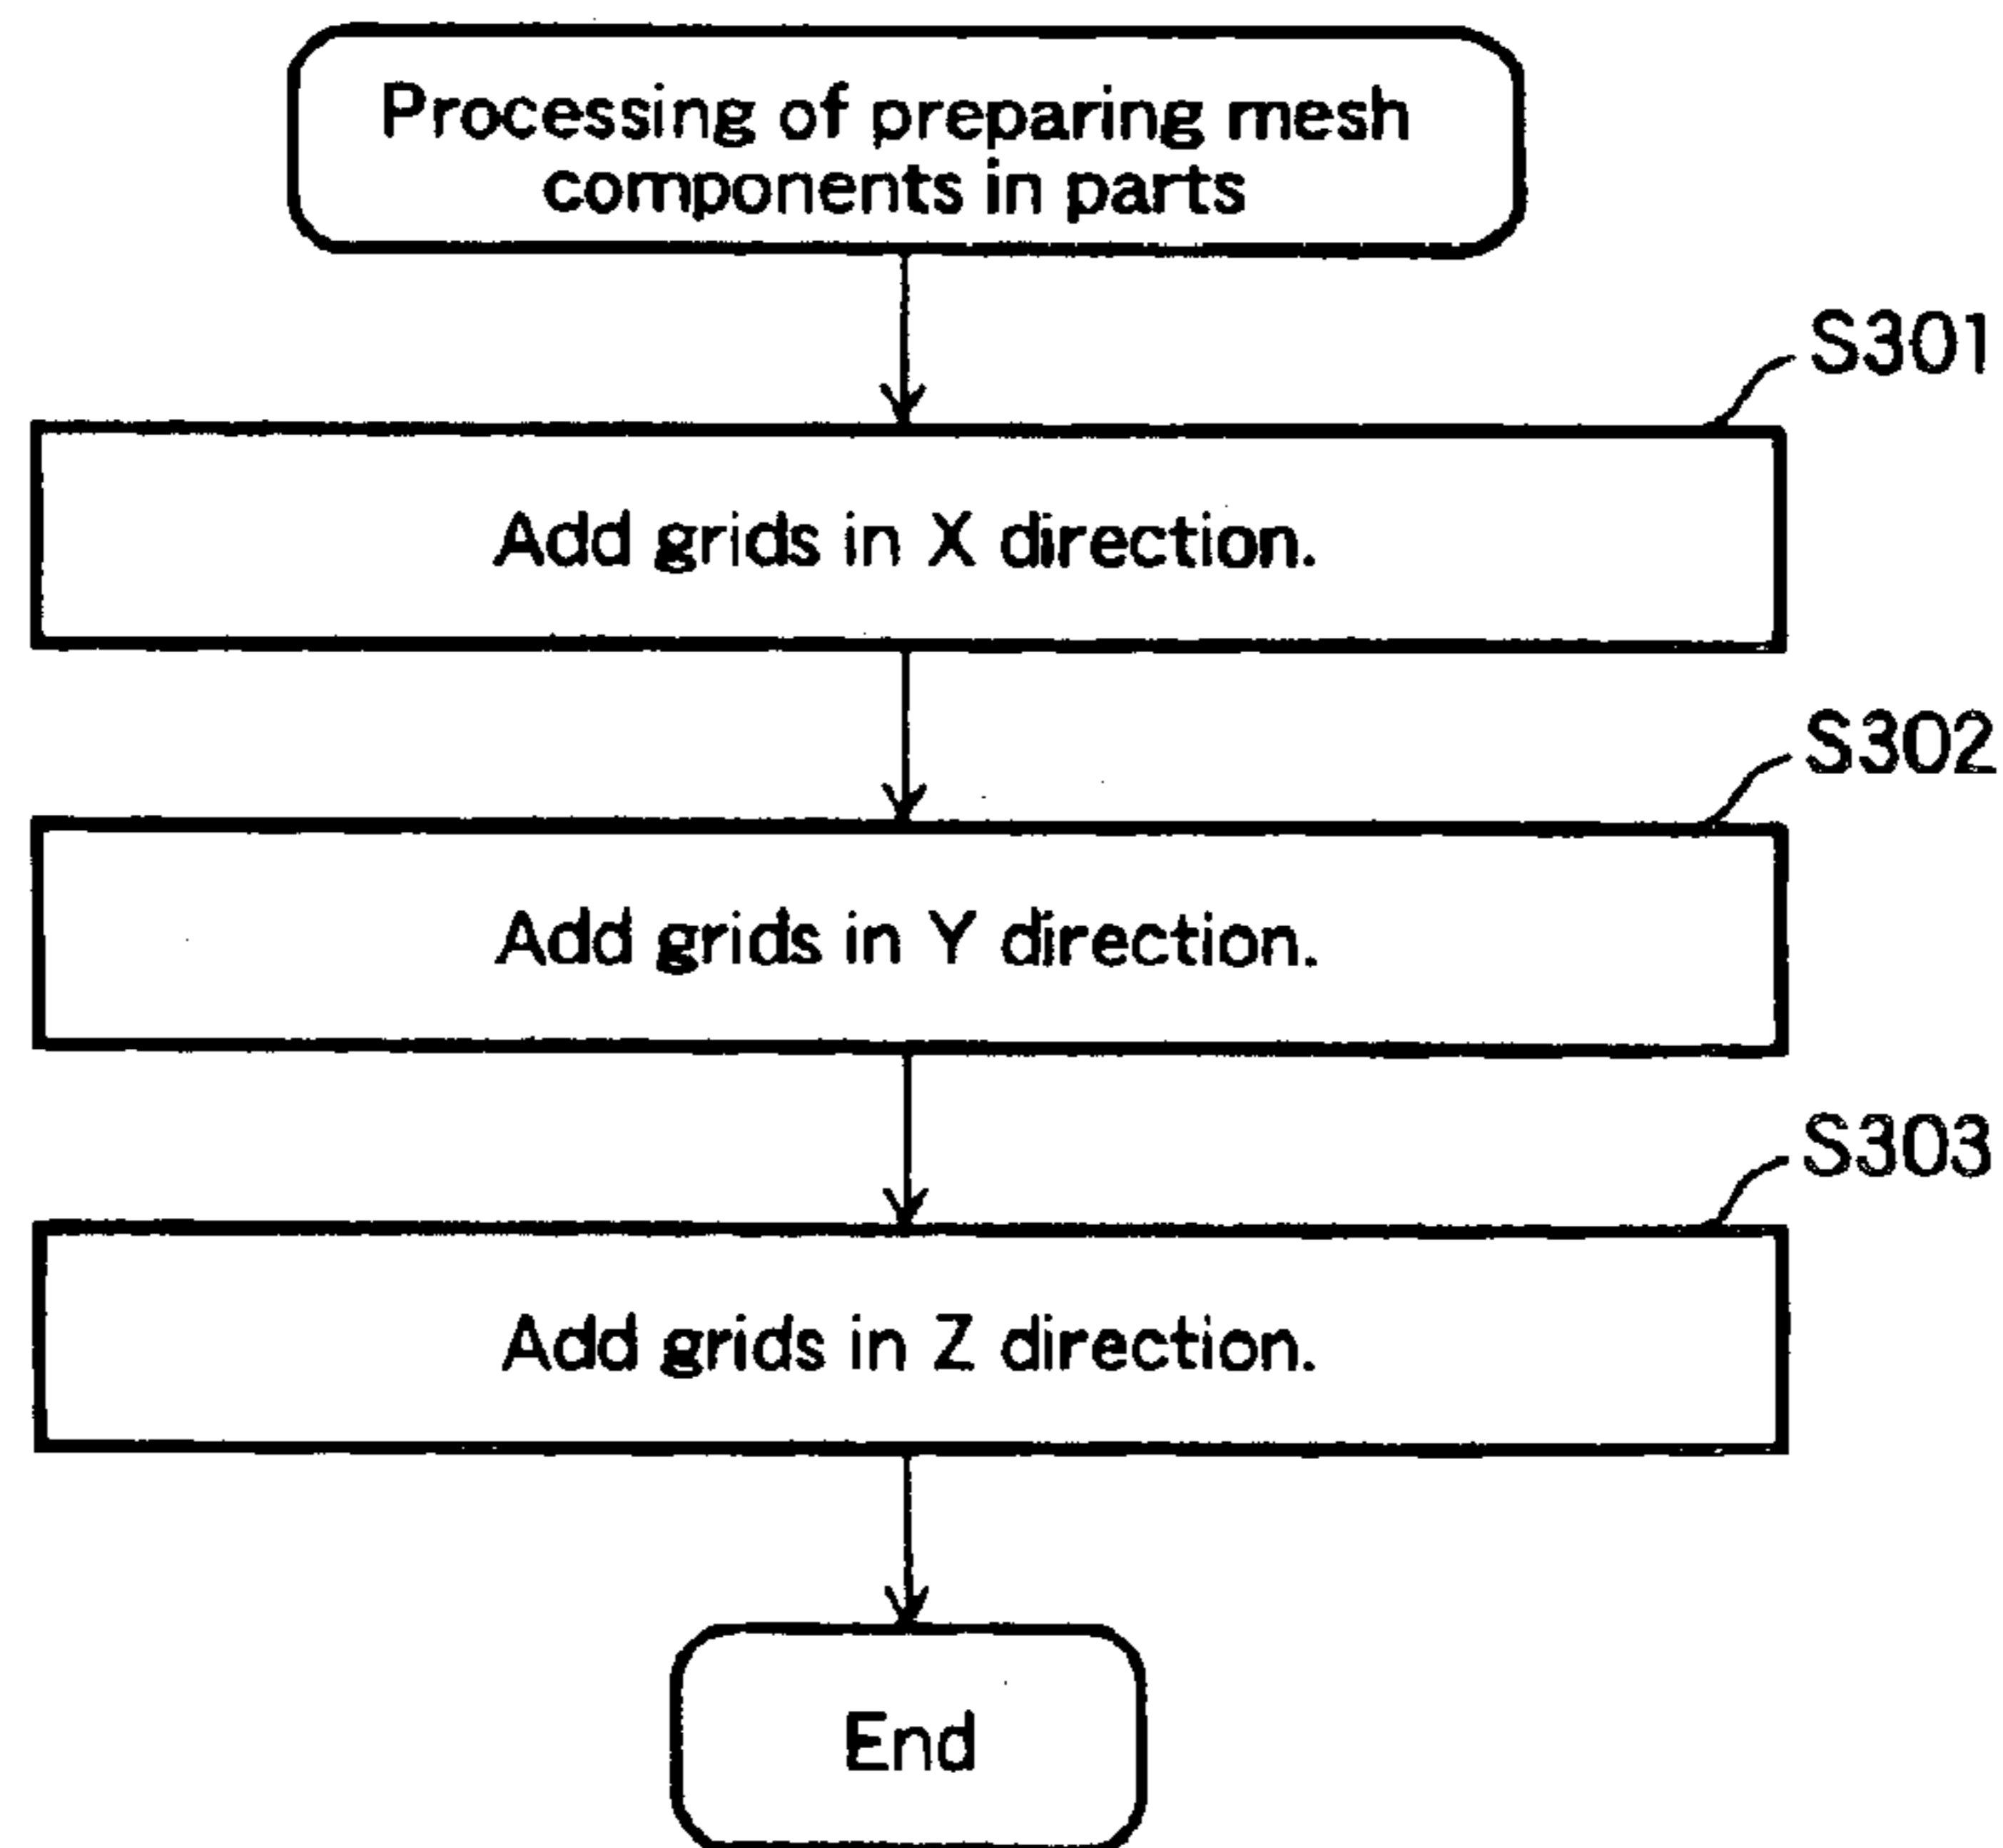 Processing of preparing mesh
components in parts
S301
Add grids in X direction.
S302
Add grids in Y direction.
S303
Add grids in Z direction.
End